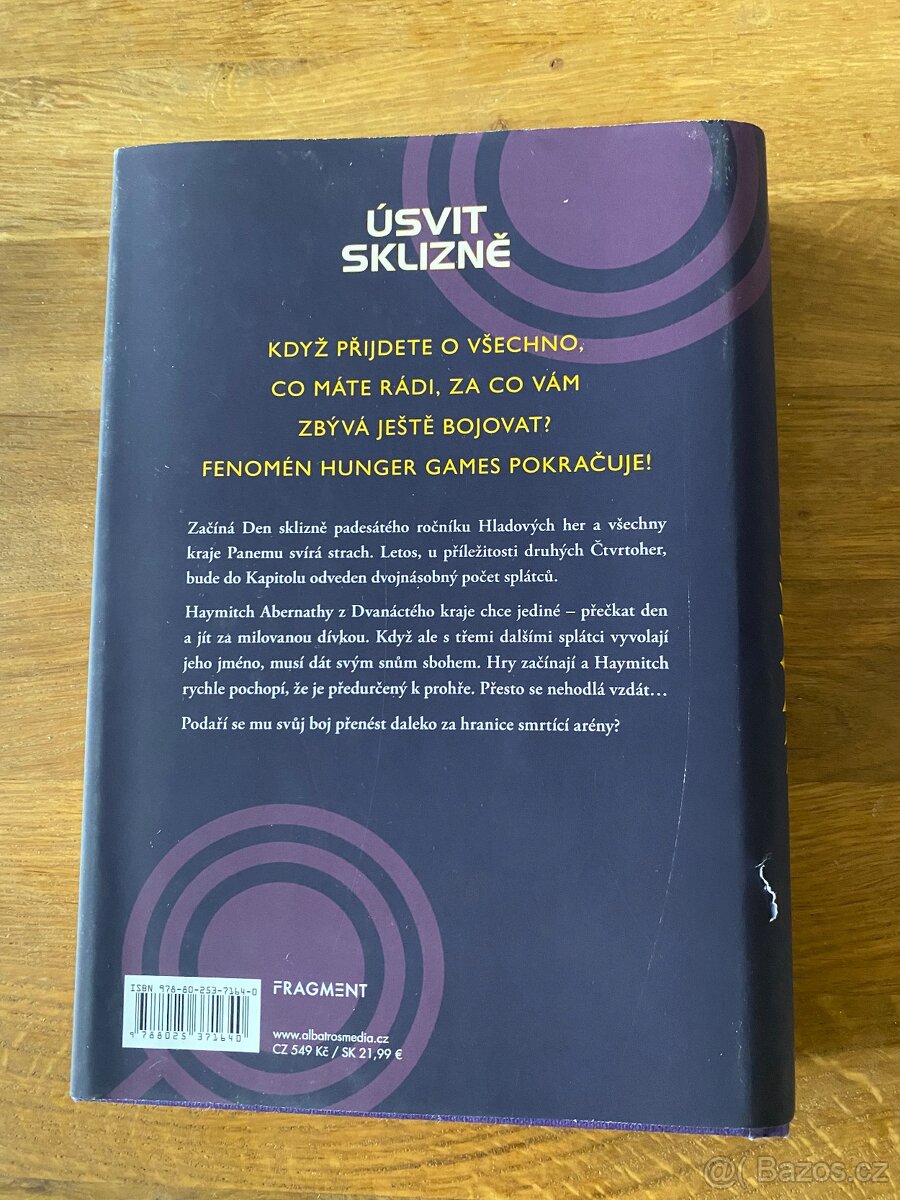 ÚSVIT
SKLIZNĚ
KDYŽ PŘIJDETE O VŠECHNO,
CO MÁTE RÁDI, ZA CO VÁM
ZBÝVÁ JEŠTĚ BOJOVAT?
FENOMÉN HUNGER GAMES POKRAČUJE!
Začíná Den sklizně padesátého ročníku Hladových her a všechny
kraje Panemu svírá strach. Letos, u příležitosti druhých Čtvrtoher,
bude do Kapitolu odveden dvojnásobný počet splátců.
Haymitch Abernathy z Dvanáctého kraje chce jediné – přečkat den
a jít za milovanou dívkou. Když ale s třemi dalšími splátci vyvolají
jeho jméno, musí dát svým snům sbohem. Hry začínají a Haymitch
rychle pochopí, že je předurčený k prohře. Přesto se nehodlá vzdát…
Podaří se mu svůj boj přenést daleko za hranice smrtící arény?
ISBN 978-80-253-7164-0
9 788025 371640
FRAGMENT
www.albatrosmedia.cz
CZ 549 Kč / SK 21,99 €
@( ) Bazos.cz